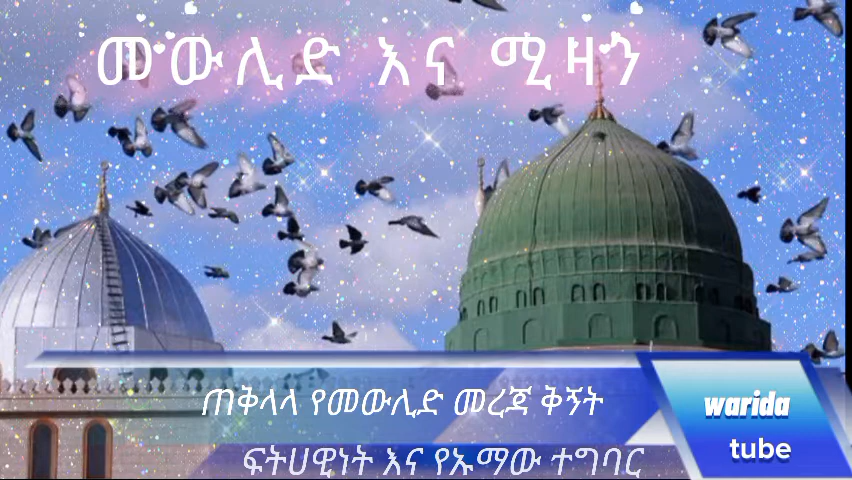 መውሊድ እና ሚዛን
ጠቅላላ የመውሊድ መረጃ ቅኝት
ፍትሀዊነት እና የኡማው ተግባር
warida
tube